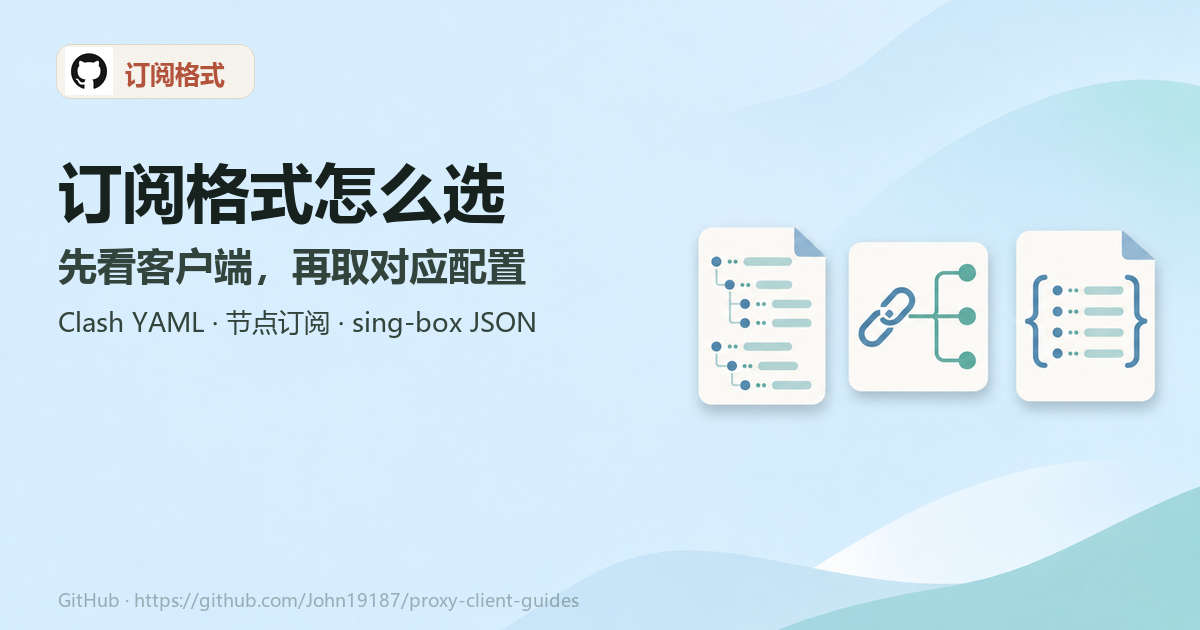 订阅格式
订阅格式怎么选
先看客户端，再取对应配置
Clash YAML · 节点订阅 · sing-box JSON
GitHub · https://github.com/John19187/proxy-client-guides